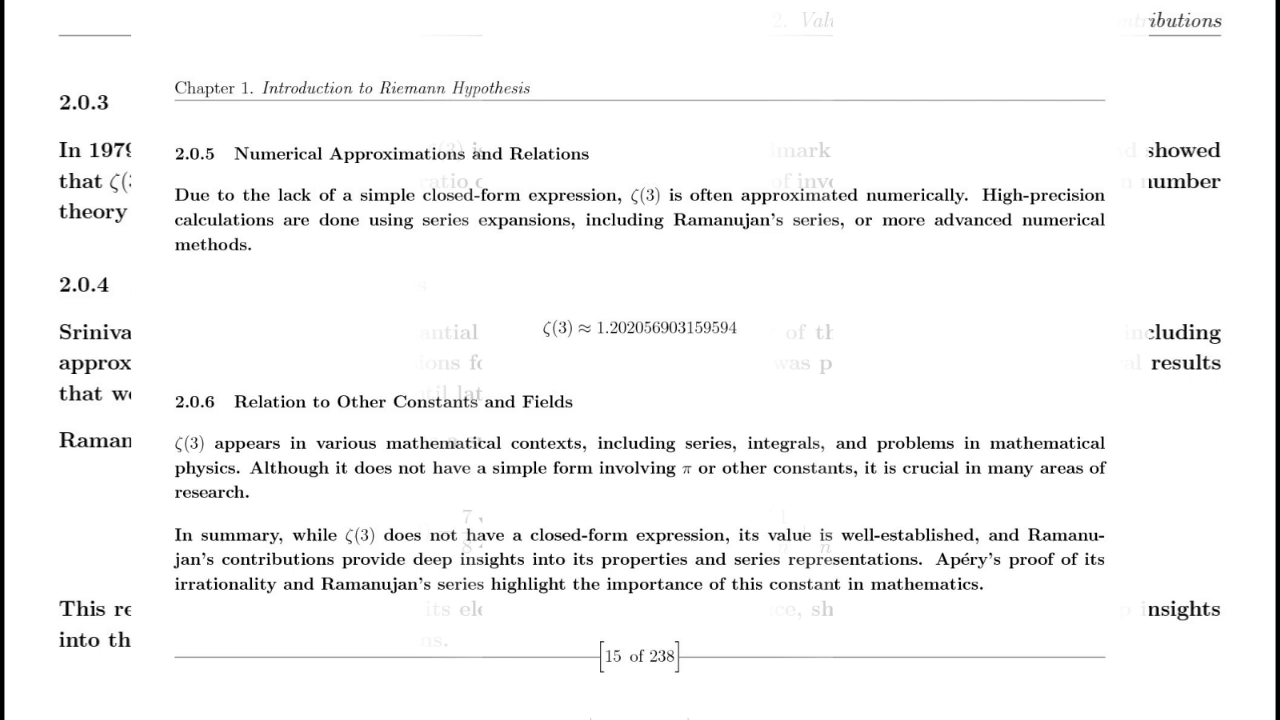 ibutions
Chapter 1. Introduction to Riemann Hypothesis
2.0.3
In 1979
showed
that ζ(3
number
theory
2.0.5 Numerical Approximations and Relations
Due to the lack of a simple closed-form expression, ζ(3) is often approximated numerically. High-precision
calculations are done using series expansions, including Ramanujan's series, or more advanced numerical
methods.
2.0.4
Sriniva
cluding
approx
results
that we
Raman
ζ(3) ≈ 1.202056903159594
2.0.6 Relation to Other Constants and Fields
ζ(3) appears in various mathematical contexts, including series, integrals, and problems in mathematical
physics. Although it does not have a simple form involving π or other constants, it is crucial in many areas of
research.
In summary, while ζ(3) does not have a closed-form expression, its value is well-established, and Ramanu-
jan's contributions provide deep insights into its properties and series representations. Apéry's proof of its
irrationality and Ramanujan's series highlight the importance of this constant in mathematics.
This re
insights
into th
15 of 238